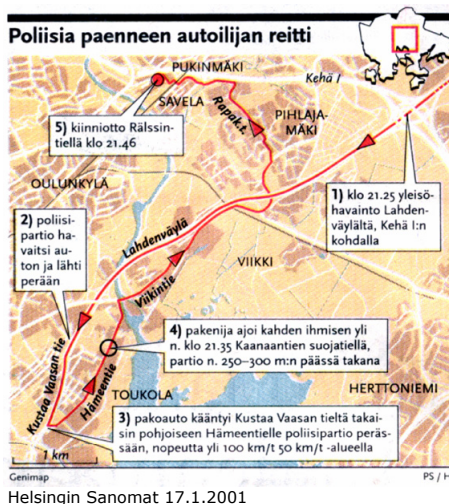 Poliisia paenneen autoilijan reitti
PUKINMÄKI
Kehä I
SAVELA
Rapak.t.
PIHLAJA-
MÄKI
5) kiinniotto Rälssin-
tiellä klo 21.46
OULUNKYLÄ
1) klo 21.25 yleisö-
havainto Lahden-
väylältä, Kehä I:n
kohdalla
2) poliisi-
partio ha-
vaitsi au-
ton ja lähti
perään
Lahdenväylä
VIIKKI
Viikintie
4) pakenija ajoi kahden ihmisen yli
n. klo 21.35 Kaanaantien suojatiellä,
partio n. 250–300 m:n päässä takana
Kustaa Vaasan tie
Hämeentie
TOUKOLA
HERTTONIEMI
3) pakoauto kääntyi Kustaa Vaasan tieltä takai-
sin pohjoiseen Hämeentielle poliisipartio peräs-
sään, nopeutta yli 100 km/t 50 km/t -alueella
1 km
Genimap
PS / H
Helsingin Sanomat 17.1.2001